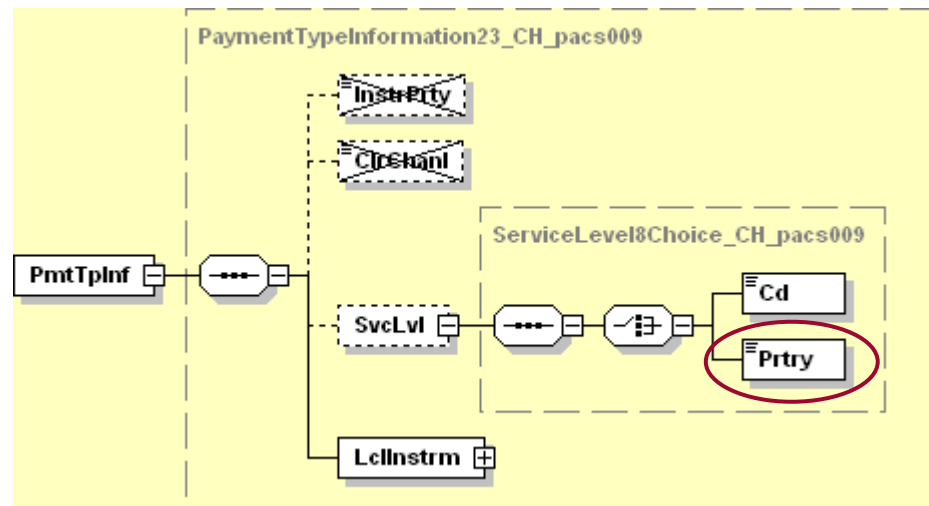 PaymentTypeInformation23_CH_pacs009
InstrPrty
ClrChanl
ServiceLevel8Choice_CH_pacs009
PmtTpInf
Cd
SvcLvl
Prtry
LclInstrm